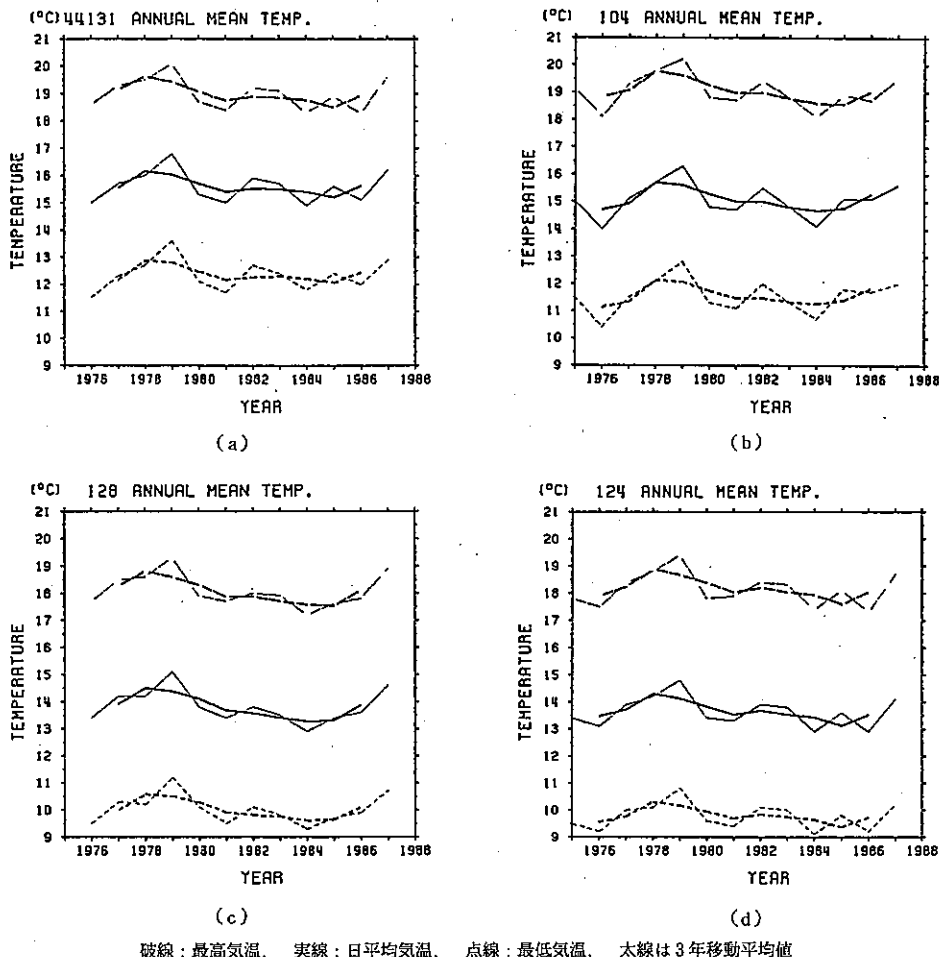 (°C) 44131 ANNUAL MEAN TEMP.
21
20
19
18
17
16
15
14
13
12
11
10
9
TEMPERATURE
1976 1978 1980 1982 1984 1986 1988
YEAR
(a)
(°C) 104 ANNUAL MEAN TEMP.
21
20
19
18
17
16
15
14
13
12
11
10
9
TEMPERATURE
1976 1978 1980 1982 1984 1986 1988
YEAR
(b)
(°C) 128 ANNUAL MEAN TEMP.
21
20
19
18
17
16
15
14
13
12
11
10
9
TEMPERATURE
1976 1978 1980 1982 1984 1986 1988
YEAR
(c)
(°C) 124 ANNUAL MEAN TEMP.
21
20
19
18
17
16
15
14
13
12
11
10
9
TEMPERATURE
1976 1978 1980 1982 1984 1986 1988
YEAR
(d)
破線：最高気温， 実線：日平均気温， 点線：最低気温， 太線は3年移動平均値